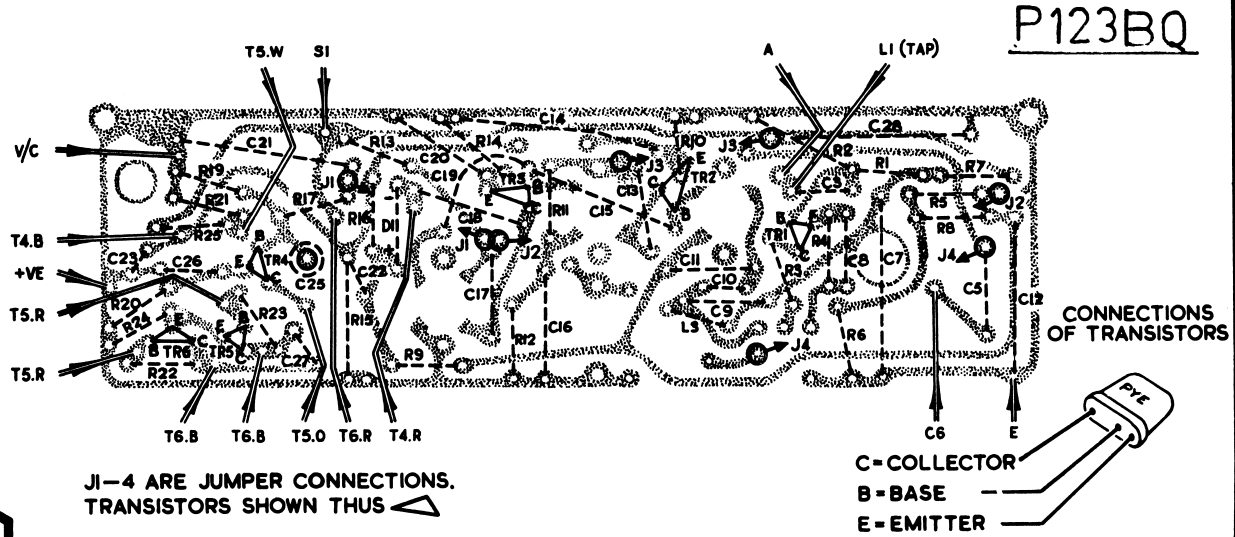 P123BQ
T5.W
S1
A
L1 (TAP)
C14
C28
C21
R13
C20
R14
R10
J3
R2
R1
R7
V/C
R19
R21
J1
C19
TR3
E
B
C
J3
E
C
TR2
B
C13
C3
R5
J2
R17
R16
D11
C18
R11
C15
R8
T4.B
R25
B
E
TR4
C
C25
J1
J2
B
E
TR1
C
R4
J4
C23
C26
C22
C17
C11
C10
C9
L3
R3
C8
C7
C5
C12
+VE
R20
R24
T5.R
R23
R15
R12
C16
R6
E
B
C
TR6
E
B
TR5
C
C27
R9
J4
R22
T5.R
CONNECTIONS
OF TRANSISTORS
PYE
T6.B
T6.B
T5.O
T6.R
T4.R
C6
E
J1-4 ARE JUMPER CONNECTIONS.
TRANSISTORS SHOWN THUS
C=COLLECTOR
B=BASE
E=EMITTER